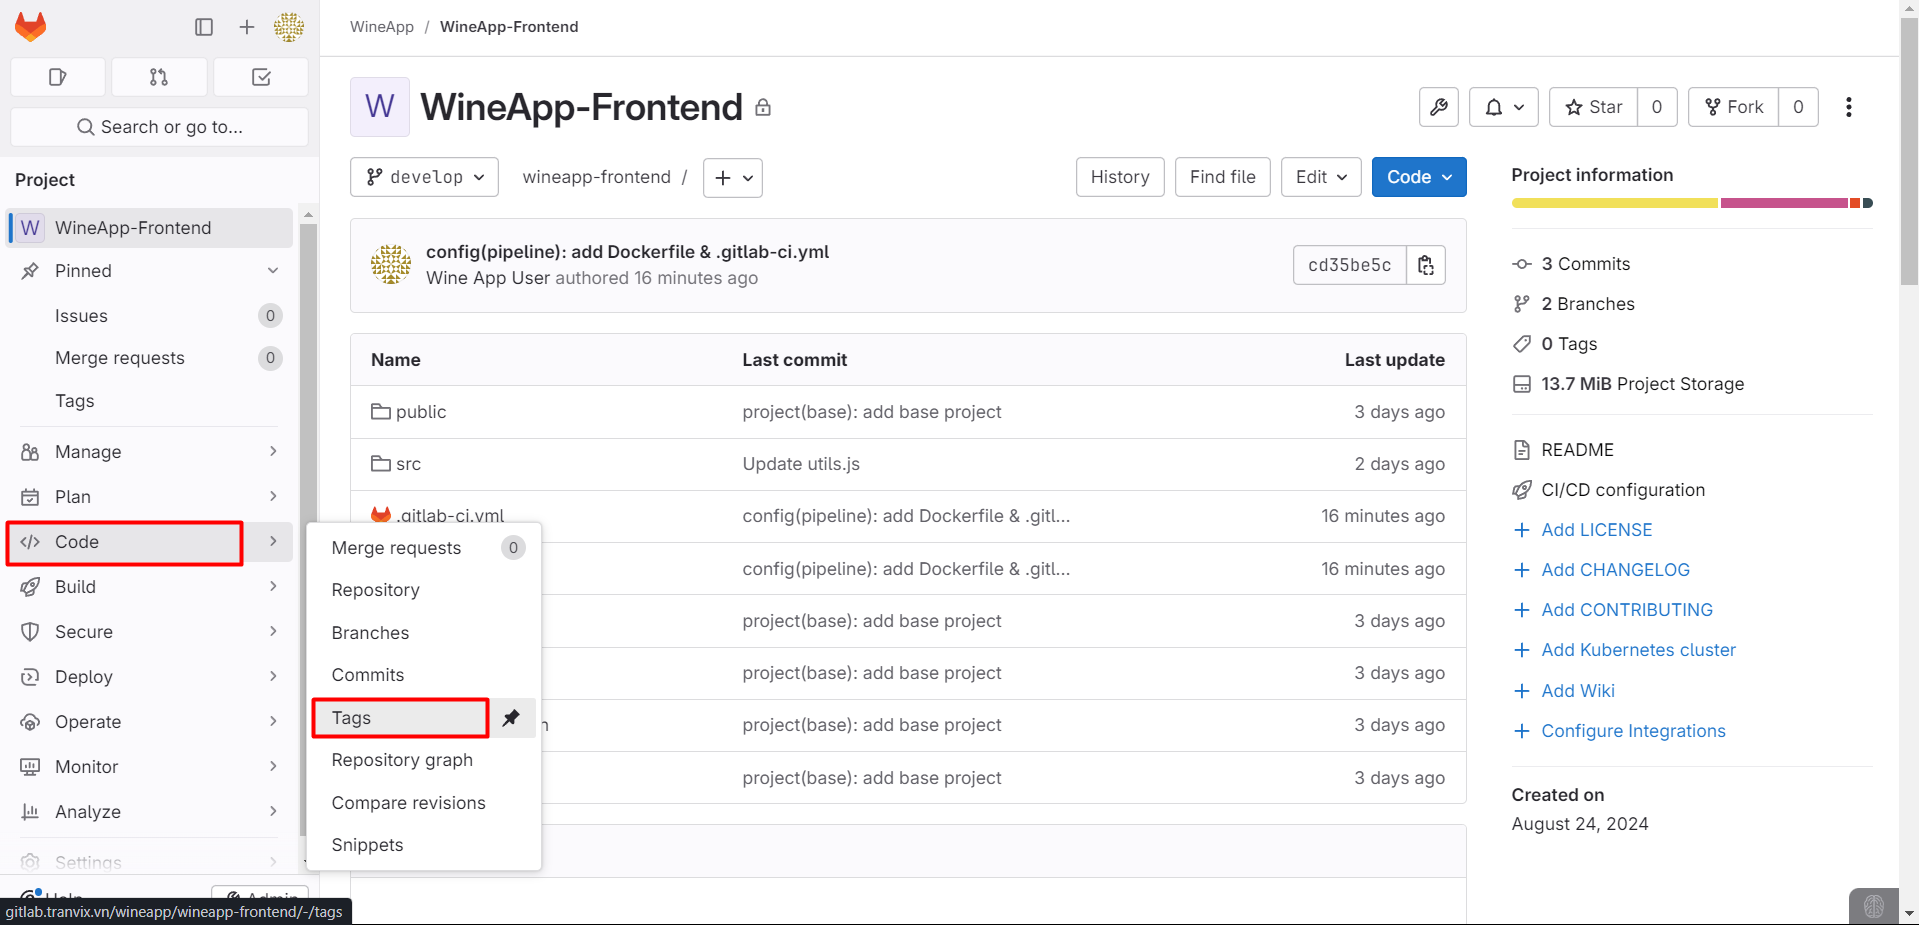 WineApp / WineApp-Frontend
Search or go to...
Project
W WineApp-Frontend
Pinned
Issues 0
Merge requests 0
Tags
Manage
Plan
Code
Build
Secure
Deploy
Operate
Monitor
Analyze
Settings
Help
Admin
gitlab.tranvix.vn/wineapp/wineapp-frontend/-/tags
Merge requests 0
Repository
Branches
Commits
Tags
Repository graph
Compare revisions
Snippets
W WineApp-Frontend
Star 0
Fork 0
develop
wineapp-frontend /
History
Find file
Edit
Code
config(pipeline): add Dockerfile & .gitlab-ci.yml
Wine App User authored 16 minutes ago
cd35be5c
Name Last commit Last update
public project(base): add base project 3 days ago
src Update utils.js 2 days ago
.gitlab-ci.yml config(pipeline): add Dockerfile & .gitl... 16 minutes ago
config(pipeline): add Dockerfile & .gitl... 16 minutes ago
project(base): add base project 3 days ago
project(base): add base project 3 days ago
project(base): add base project 3 days ago
project(base): add base project 3 days ago
Project information
3 Commits
2 Branches
0 Tags
13.7 MiB Project Storage
README
CI/CD configuration
Add LICENSE
Add CHANGELOG
Add CONTRIBUTING
Add Kubernetes cluster
Add Wiki
Configure Integrations
Created on
August 24, 2024